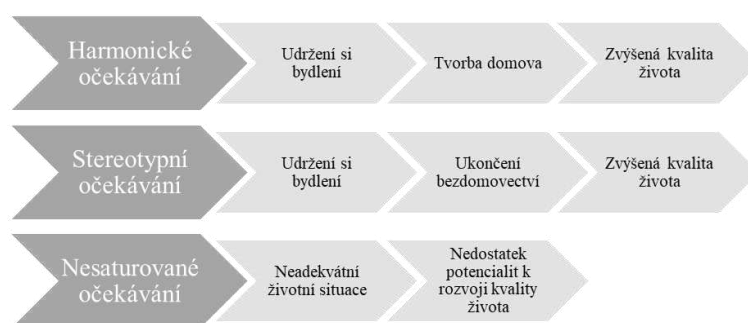 Harmonické
očekávání
Udržení si
bydlení
Tvorba domova
Zvýšená kvalita
života
Stereotypní
očekávání
Udržení si
bydlení
Ukončení
bezdomovectví
Zvýšená kvalita
života
Nesaturované
očekávání
Neadekvátní
životní situace
Nedostatek
potencialit k
rozvoji kvality
života